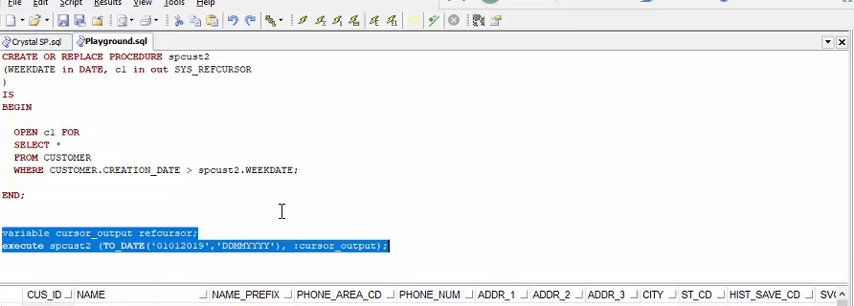 File Edit Script Results View Tools Help
Crystal SP.sql Playground.sql
CREATE OR REPLACE PROCEDURE spcust2
(WEEKDATE in DATE, c1 in out SYS_REFCURSOR
)
IS
BEGIN
OPEN c1 FOR
SELECT *
FROM CUSTOMER
WHERE CUSTOMER.CREATION_DATE > spcust2.WEEKDATE;
END;
variable cursor_output refcursor;
execute spcust2 (TO_DATE('01012019','DDMMYYYY'), :cursor_output);
CUS_ID NAME NAME_PREFIX PHONE_AREA_CD PHONE_NUM ADDR_1 ADDR_2 ADDR_3 CITY ST_CD HIST_SAVE_CD